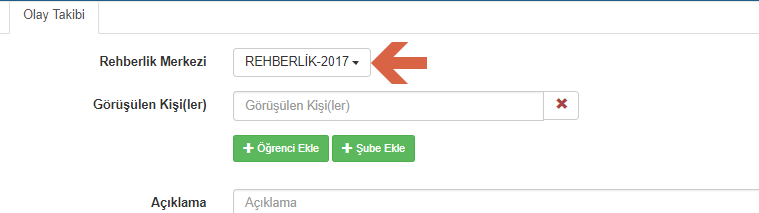 Olay Takibi
Rehberlik Merkezi REHBERLİK-2017
Görüşülen Kişi(ler) Görüşülen Kişi(ler)
Öğrenci Ekle Şube Ekle
Açıklama Açıklama